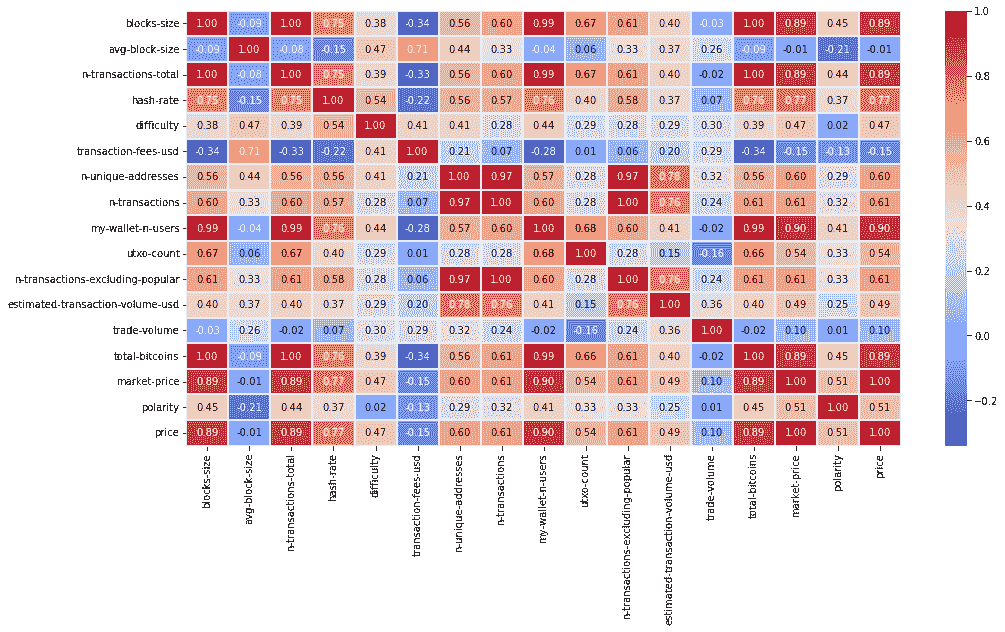 blocks-size 1.00 -0.09 1.00 0.75 0.38 -0.34 0.56 0.60 0.99 0.67 0.61 0.40 -0.03 1.00 0.89 0.45 0.89
avg-block-size -0.09 1.00 -0.08 -0.15 0.47 0.71 0.44 0.33 -0.04 0.06 0.33 0.37 0.26 -0.09 -0.01 -0.21 -0.01
n-transactions-total 1.00 -0.08 1.00 0.75 0.39 -0.33 0.56 0.60 0.99 0.67 0.61 0.40 -0.02 1.00 0.89 0.44 0.89
hash-rate 0.75 -0.15 0.75 1.00 0.54 -0.22 0.56 0.57 0.76 0.40 0.58 0.37 0.07 0.76 0.77 0.37 0.77
difficulty 0.38 0.47 0.39 0.54 1.00 0.41 0.41 0.28 0.44 0.29 0.28 0.29 0.30 0.39 0.47 0.02 0.47
transaction-fees-usd -0.34 0.71 -0.33 -0.22 0.41 1.00 0.21 0.07 -0.28 0.01 0.06 0.20 0.29 -0.34 -0.15 -0.13 -0.15
n-unique-addresses 0.56 0.44 0.56 0.56 0.41 0.21 1.00 0.97 0.57 0.28 0.97 0.78 0.32 0.56 0.60 0.29 0.60
n-transactions 0.60 0.33 0.60 0.57 0.28 0.07 0.97 1.00 0.60 0.28 1.00 0.76 0.24 0.61 0.61 0.32 0.61
my-wallet-n-users 0.99 -0.04 0.99 0.76 0.44 -0.28 0.57 0.60 1.00 0.68 0.60 0.41 -0.02 0.99 0.90 0.41 0.90
utxo-count 0.67 0.06 0.67 0.40 0.29 0.01 0.28 0.28 0.68 1.00 0.28 0.15 -0.16 0.66 0.54 0.33 0.54
n-transactions-excluding-popular 0.61 0.33 0.61 0.58 0.28 0.06 0.97 1.00 0.60 0.28 1.00 0.76 0.24 0.61 0.61 0.33 0.61
estimated-transaction-volume-usd 0.40 0.37 0.40 0.37 0.29 0.20 0.78 0.76 0.41 0.15 0.76 1.00 0.36 0.40 0.49 0.25 0.49
trade-volume -0.03 0.26 -0.02 0.07 0.30 0.29 0.32 0.24 -0.02 -0.16 0.24 0.36 1.00 -0.02 0.10 0.01 0.10
total-bitcoins 1.00 -0.09 1.00 0.76 0.39 -0.34 0.56 0.61 0.99 0.66 0.61 0.40 -0.02 1.00 0.89 0.45 0.89
market-price 0.89 -0.01 0.89 0.77 0.47 -0.15 0.60 0.61 0.90 0.54 0.61 0.49 0.10 0.89 1.00 0.51 1.00
polarity 0.45 -0.21 0.44 0.37 0.02 -0.13 0.29 0.32 0.41 0.33 0.33 0.25 0.01 0.45 0.51 1.00 0.51
price 0.89 -0.01 0.89 0.77 0.47 -0.15 0.60 0.61 0.90 0.54 0.61 0.49 0.10 0.89 1.00 0.51 1.00
blocks-size
avg-block-size
n-transactions-total
hash-rate
difficulty
transaction-fees-usd
n-unique-addresses
n-transactions
my-wallet-n-users
utxo-count
n-transactions-excluding-popular
estimated-transaction-volume-usd
trade-volume
total-bitcoins
market-price
polarity
price
1.0
0.8
0.6
0.4
0.2
0.0
−0.2